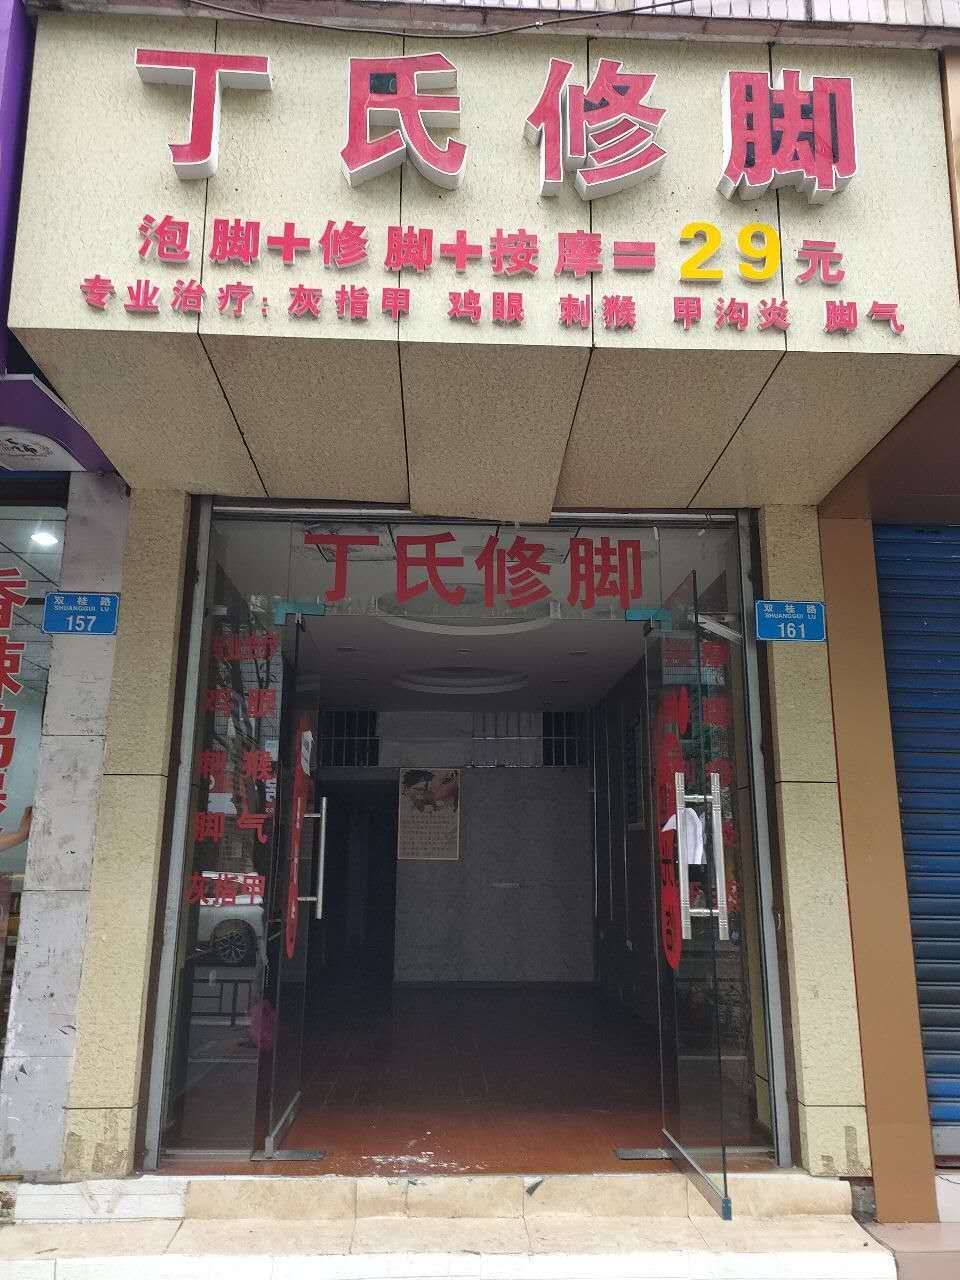 丁氏修脚
泡脚+修脚+按摩=29元
专业治疗:灰指甲 鸡眼 刺猴 甲沟炎 脚气
丁氏修脚
双桂路
SHUANGGUI LU
157
双桂路
SHUANGGUI LU
161
鸡眼
刺猴
脚气
灰指甲